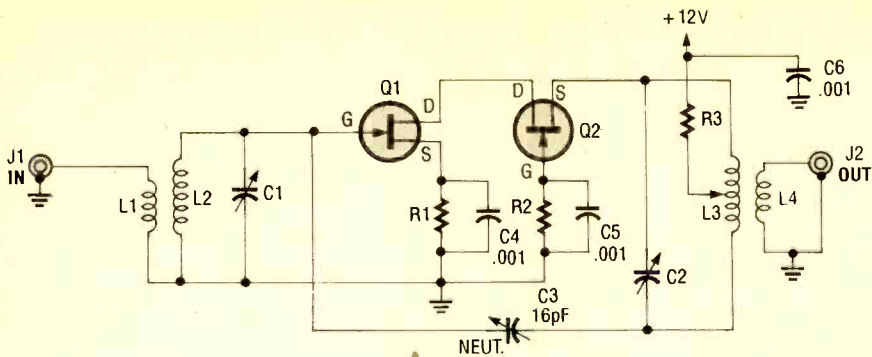 +12V
C6
.001
Q1
D
D
S
G
S
Q2
R3
J1
IN
L1
L2
C1
G
R1
C4
.001
R2
C5
.001
C2
L3
L4
J2
OUT
C3
16pF
NEUT.